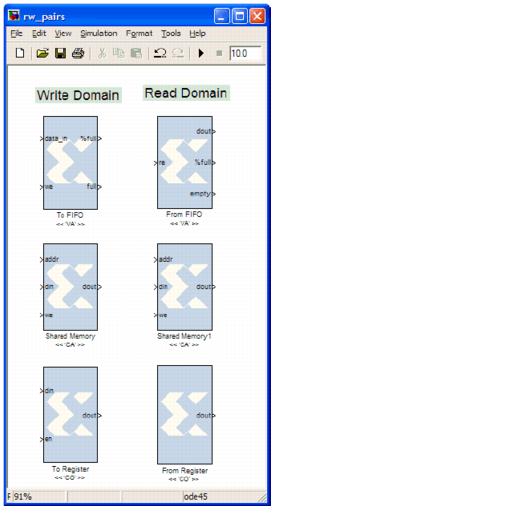 rw_pairs
File Edit View Simulation Format Tools Help
10.0
Write Domain Read Domain
data_in %full we full
To FIFO
<< 'VA' >>
dout re %full empty
From FIFO
<< 'VA' >>
addr din dout we
Shared Memory
<< 'CA' >>
addr din dout we
Shared Memory1
<< 'CA' >>
din dout en
To Register
<< 'CO' >>
dout
From Register
<< 'CO' >>
91% ode45